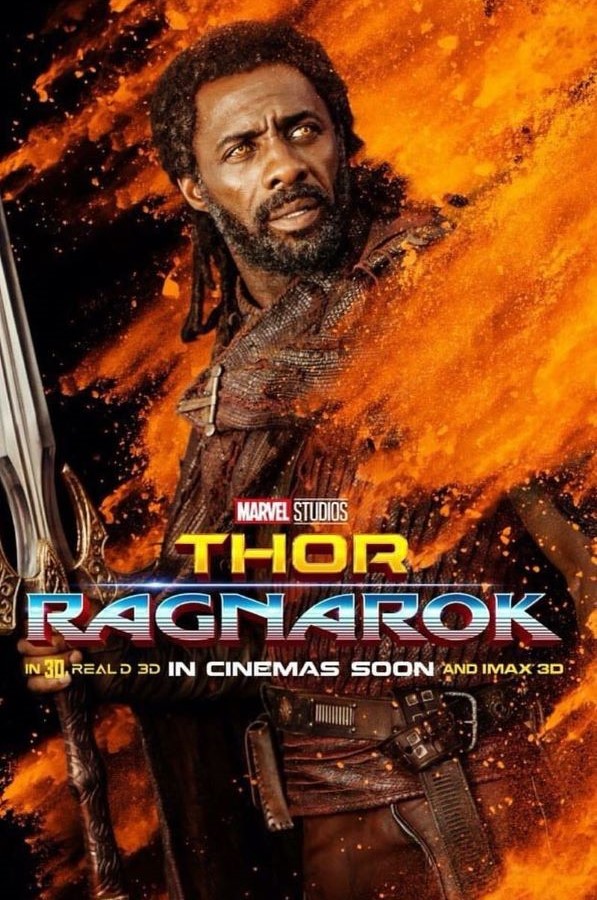 MARVEL STUDIOS
THOR
RAGNAROK
IN 3D, REAL D 3D IN CINEMAS SOON AND IMAX 3D